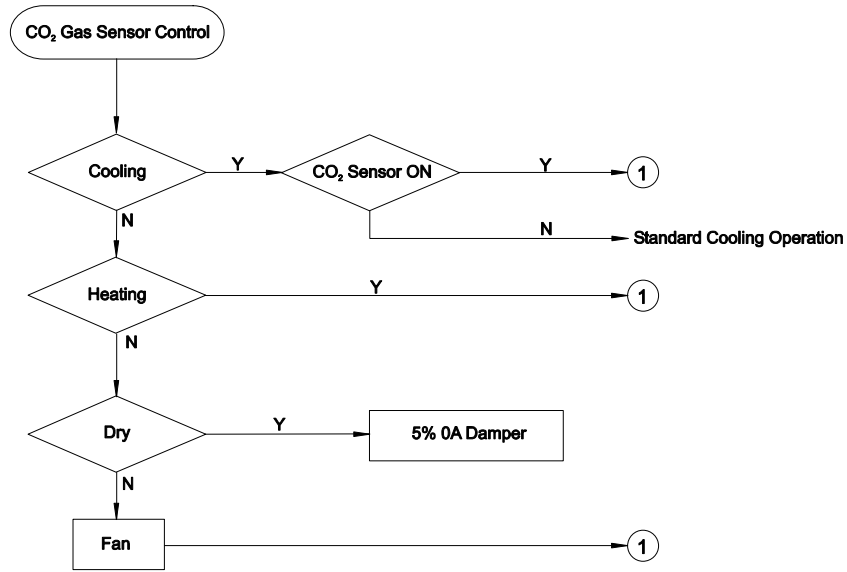 CO₂ Gas Sensor Control
Cooling
Y
CO₂ Sensor ON
Y
1
N
N
Standard Cooling Operation
Heating
Y
1
N
Dry
Y
5% 0A Damper
N
Fan
1